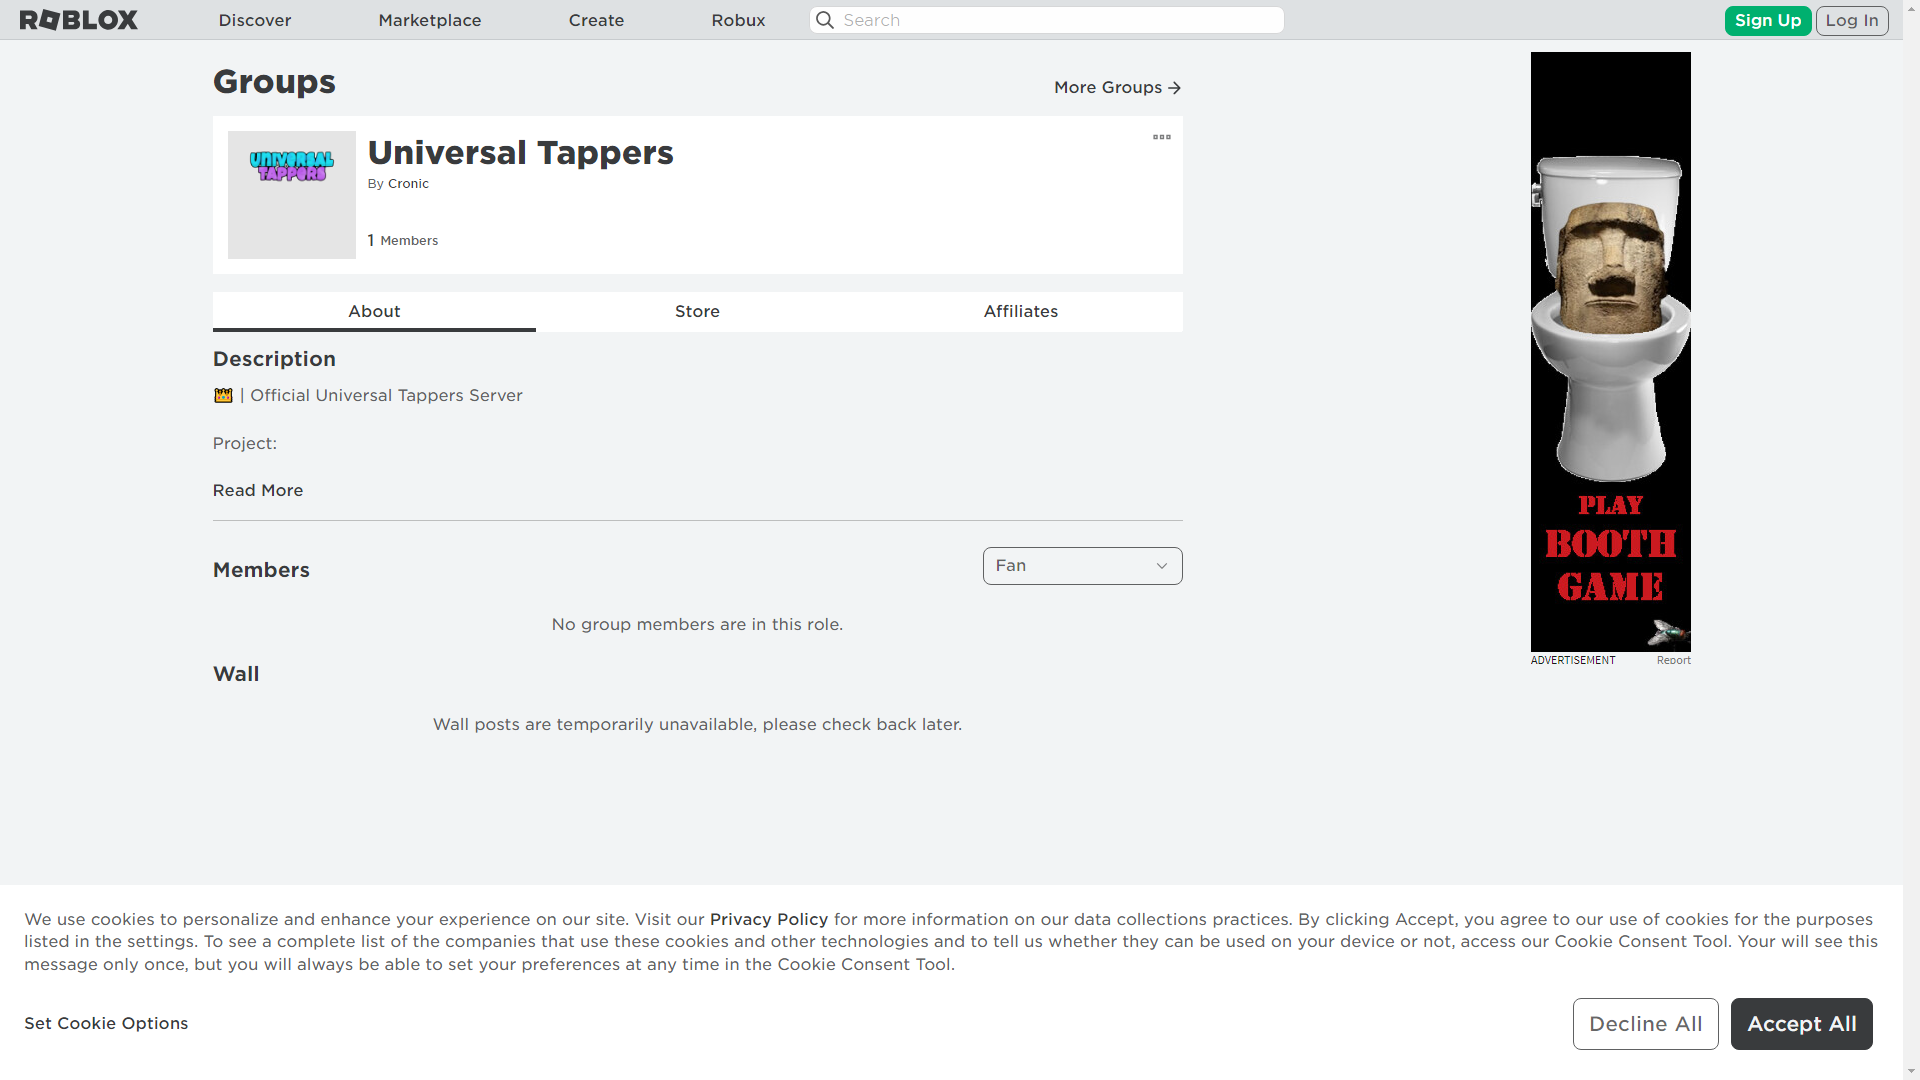 ROBLOX
Discover
Marketplace
Create
Robux
Search
Sign Up
Log In
Groups
More Groups
UNIVERSAL
TAPPERS
Universal Tappers
By Cronic
1 Members
About
Store
Affiliates
Description
👑 | Official Universal Tappers Server
Project:
Read More
Members
Fan
No group members are in this role.
Wall
Wall posts are temporarily unavailable, please check back later.
PLAY
BOOTH
GAME
ADVERTISEMENT
Report
We use cookies to personalize and enhance your experience on our site. Visit our Privacy Policy for more information on our data collections practices. By clicking Accept, you agree to our use of cookies for the purposes
listed in the settings. To see a complete list of the companies that use these cookies and other technologies and to tell us whether they can be used on your device or not, access our Cookie Consent Tool. Your will see this
message only once, but you will always be able to set your preferences at any time in the Cookie Consent Tool.
Set Cookie Options
Decline All
Accept All